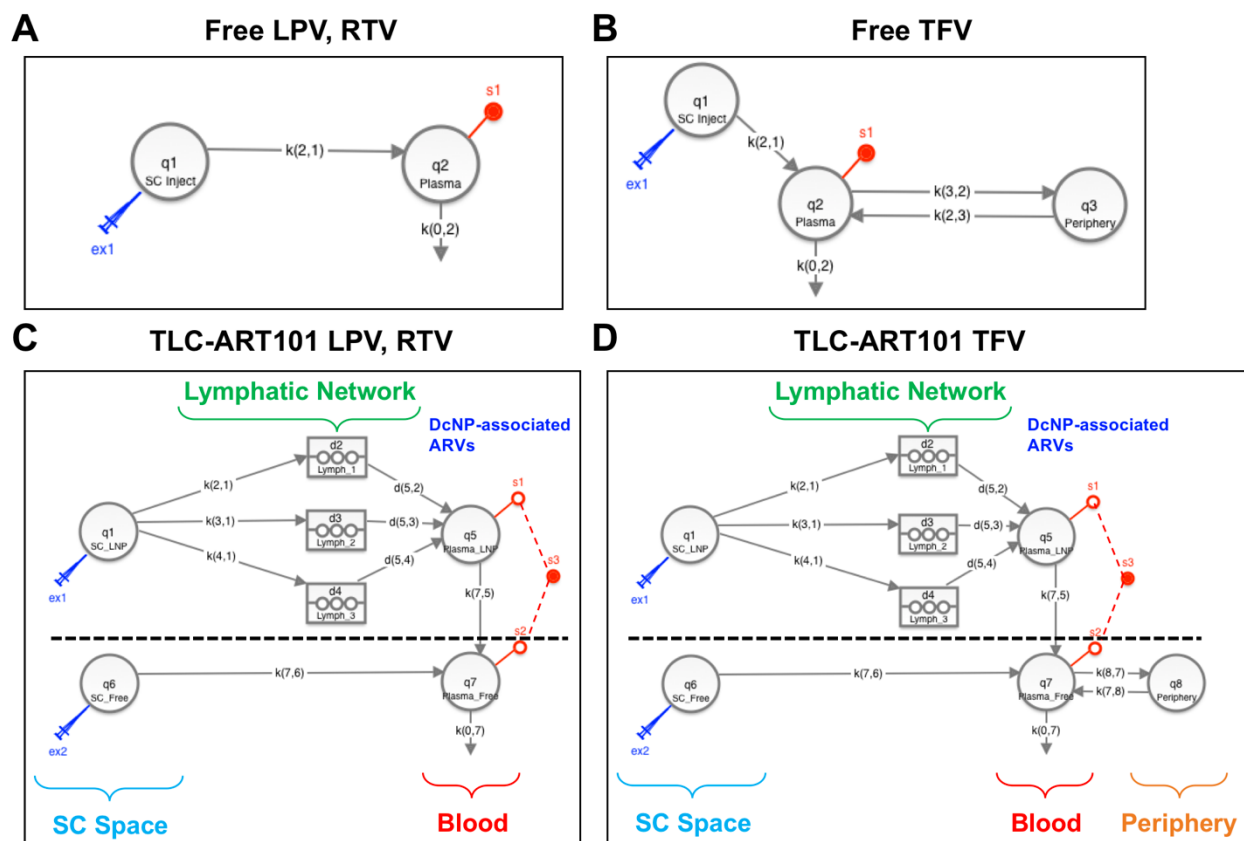 A
Free LPV, RTV
q1
SC Inject
ex1
k(2,1)
s1
q2
Plasma
k(0,2)
B
Free TFV
q1
SC Inject
ex1
k(2,1)
s1
q2
Plasma
k(3,2)
k(2,3)
q3
Periphery
k(0,2)
C
TLC-ART101 LPV, RTV
Lymphatic Network
DcNP-associated
ARVs
d2
Lymph_1
k(2,1)
d(5,2)
s1
q1
SC_LNP
k(3,1)
d3
Lymph_2
d(5,3)
q5
Plasma_LNP
ex1
k(4,1)
d(5,4)
s3
d4
Lymph_3
k(7,5)
s2
q6
SC_Free
k(7,6)
q7
Plasma_Free
ex2
k(0,7)
SC Space
Blood
D
TLC-ART101 TFV
Lymphatic Network
DcNP-associated
ARVs
d2
Lymph_1
k(2,1)
d(5,2)
s1
q1
SC_LNP
k(3,1)
d3
Lymph_2
d(5,3)
q5
Plasma_LNP
ex1
k(4,1)
d(5,4)
s3
d4
Lymph_3
k(7,5)
s2
q6
SC_Free
k(7,6)
q7
Plasma_Free
k(8,7)
k(7,8)
q8
Periphery
ex2
k(0,7)
SC Space
Blood
Periphery